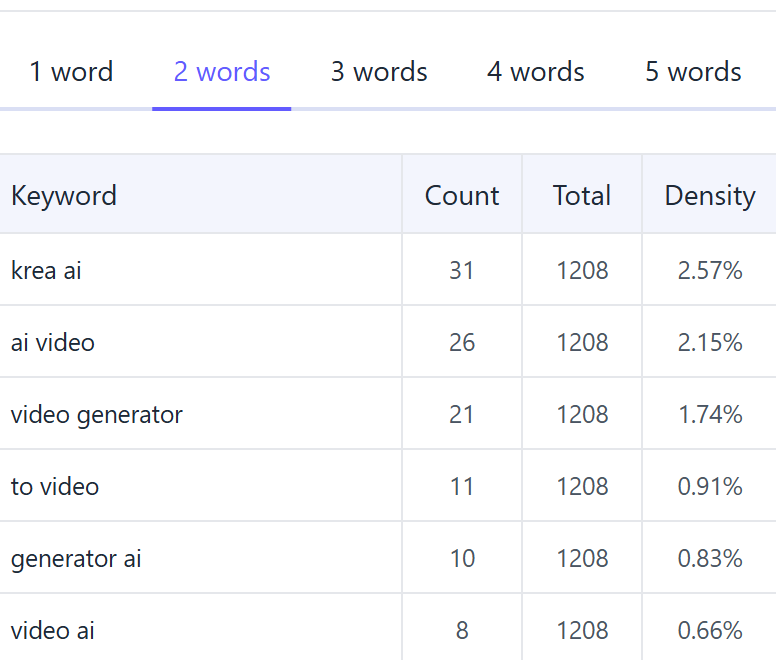 1 word 2 words 3 words 4 words 5 words
Keyword Count Total Density
krea ai 31 1208 2.57%
ai video 26 1208 2.15%
video generator 21 1208 1.74%
to video 11 1208 0.91%
generator ai 10 1208 0.83%
video ai 8 1208 0.66%